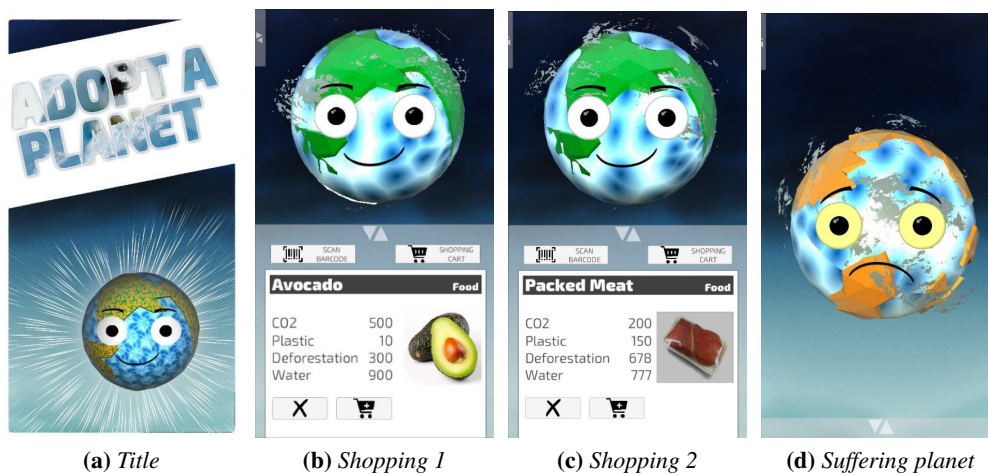 ADOPT A
PLANET
SCAN
BARCODE
SHOPPING
CART
Avocado Food
CO2 500
Plastic 10
Deforestation 300
Water 900
SCAN
BARCODE
SHOPPING
CART
Packed Meat Food
CO2 200
Plastic 150
Deforestation 678
Water 777
(a) Title
(b) Shopping 1
(c) Shopping 2
(d) Suffering planet